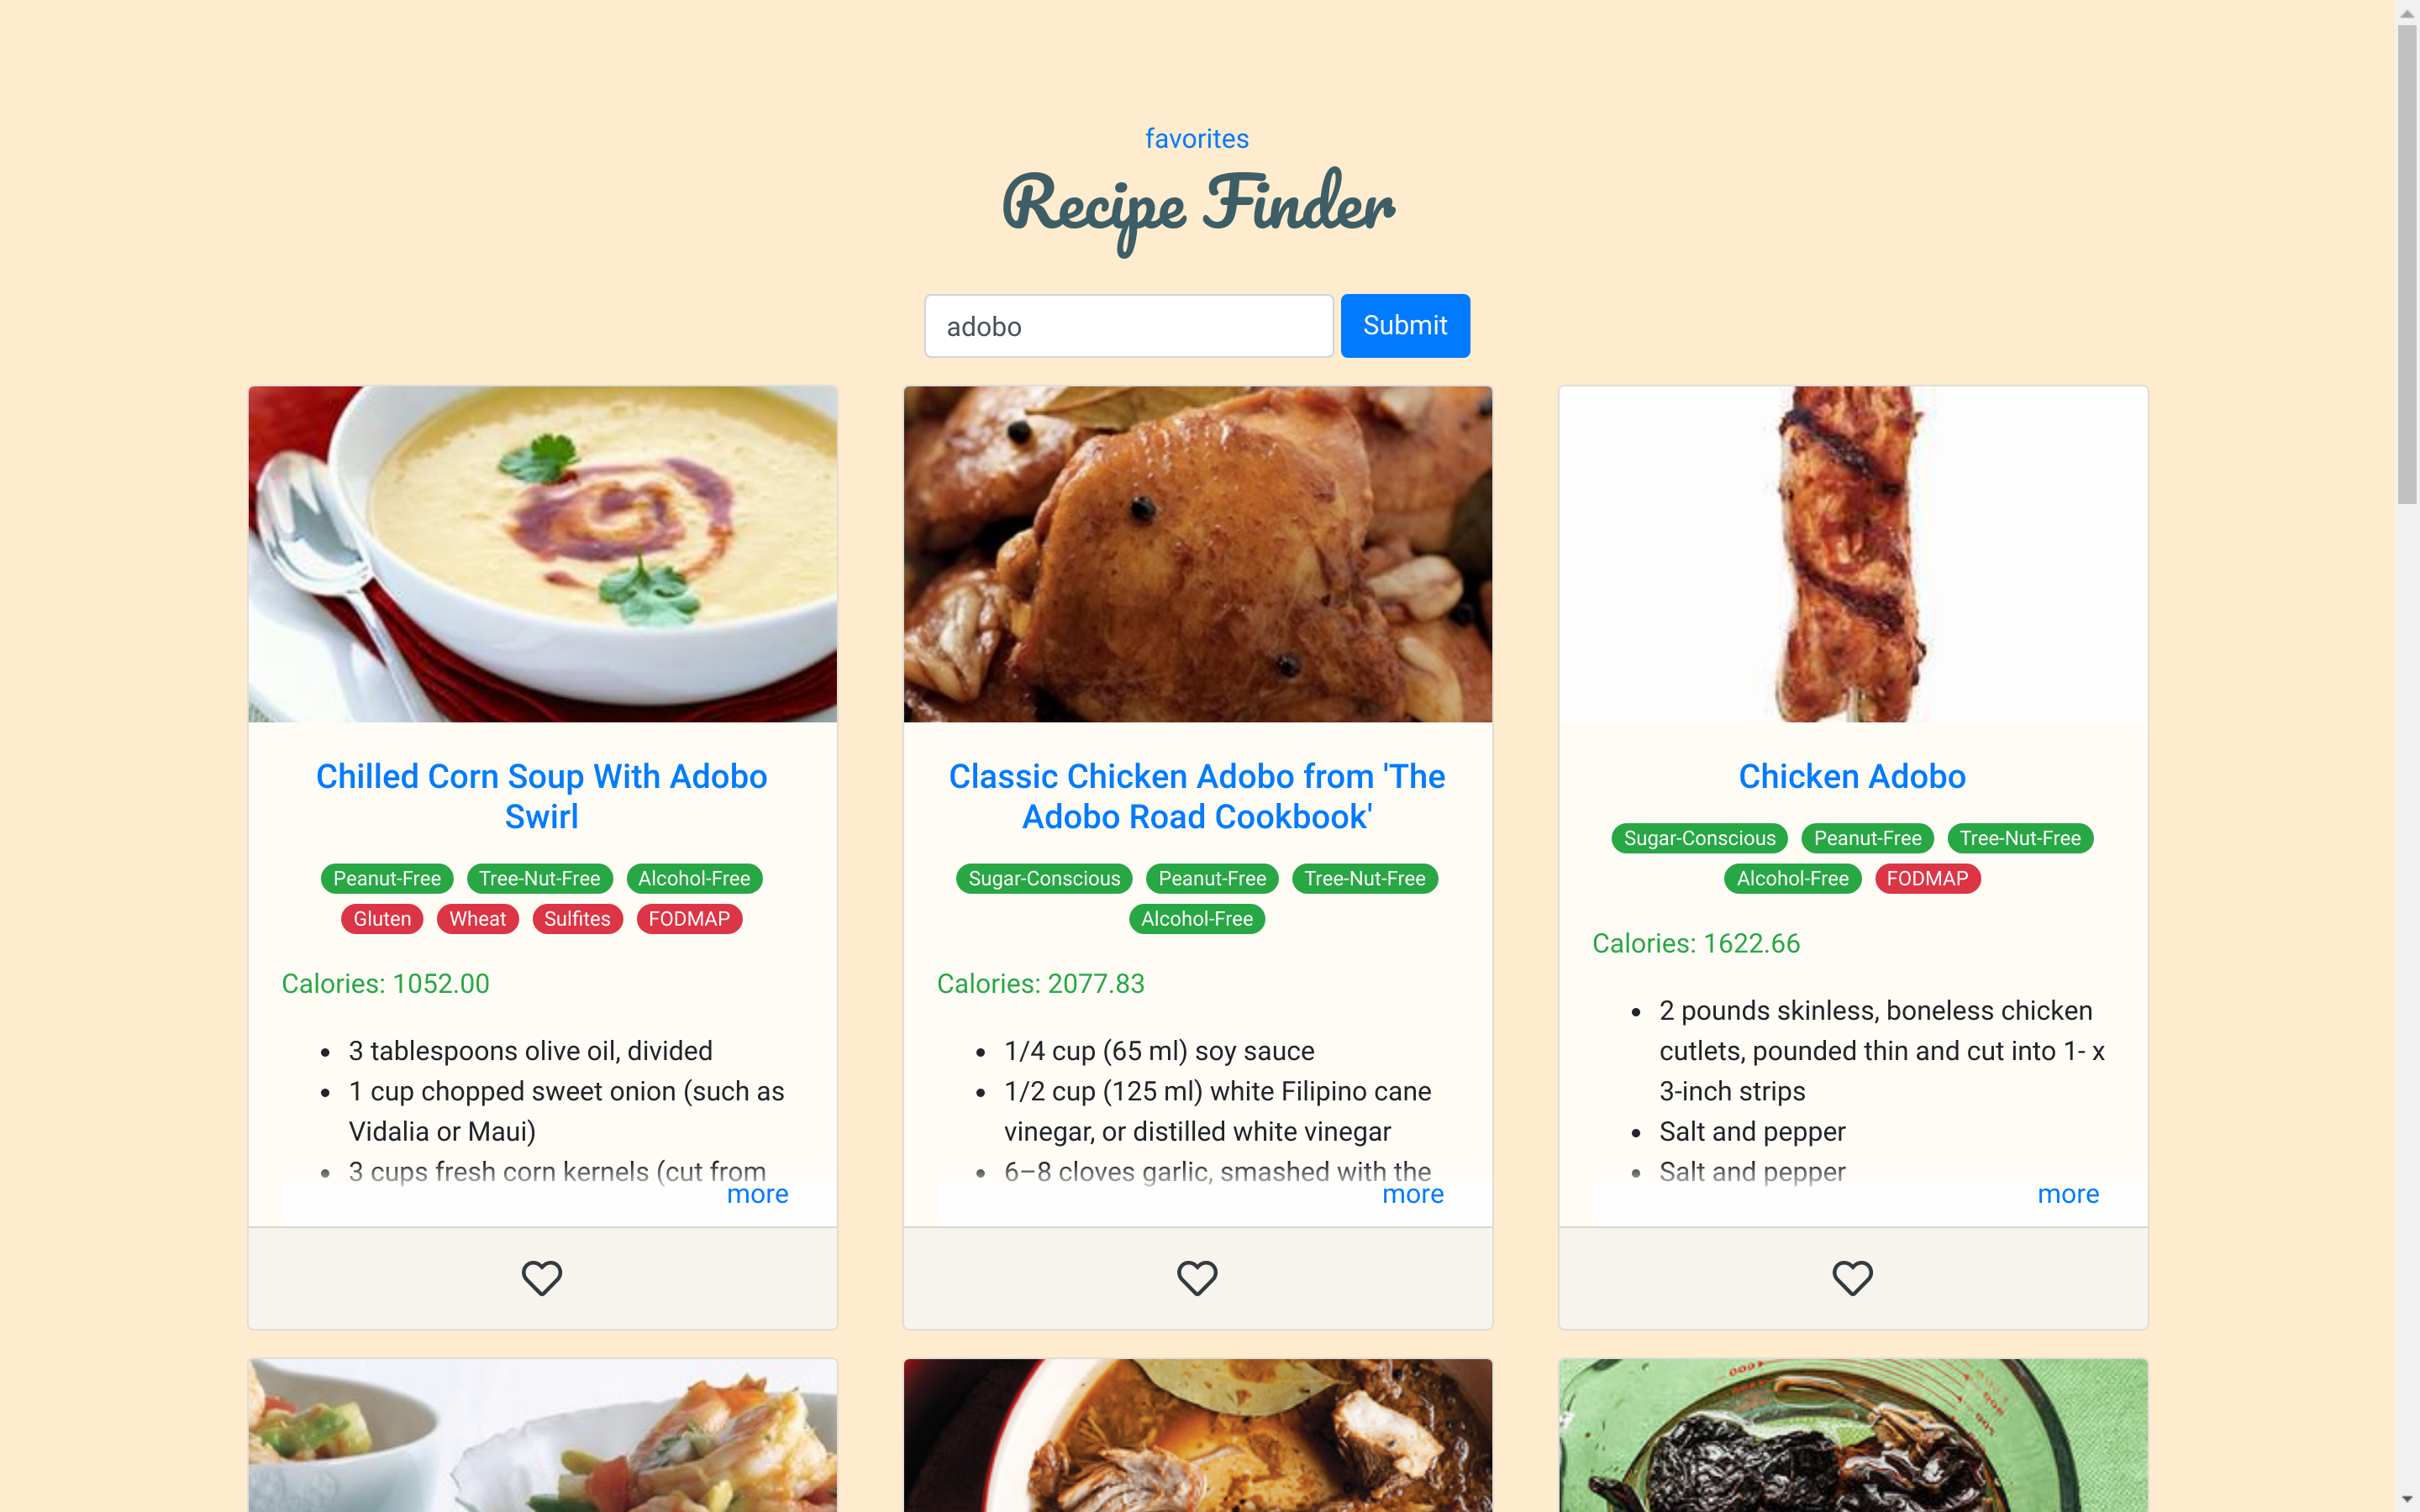 favorites
Recipe Finder
adobo
Submit
Chilled Corn Soup With Adobo
Swirl
Peanut-Free Tree-Nut-Free Alcohol-Free
Gluten Wheat Sulfites FODMAP
Calories: 1052.00
• 3 tablespoons olive oil, divided
• 1 cup chopped sweet onion (such as
Vidalia or Maui)
• 3 cups fresh corn kernels (cut from
more
Classic Chicken Adobo from 'The
Adobo Road Cookbook'
Sugar-Conscious Peanut-Free Tree-Nut-Free
Alcohol-Free
Calories: 2077.83
• 1/4 cup (65 ml) soy sauce
• 1/2 cup (125 ml) white Filipino cane
vinegar, or distilled white vinegar
• 6–8 cloves garlic, smashed with the
more
Chicken Adobo
Sugar-Conscious Peanut-Free Tree-Nut-Free
Alcohol-Free FODMAP
Calories: 1622.66
• 2 pounds skinless, boneless chicken
cutlets, pounded thin and cut into 1- x
3-inch strips
• Salt and pepper
• Salt and pepper
more